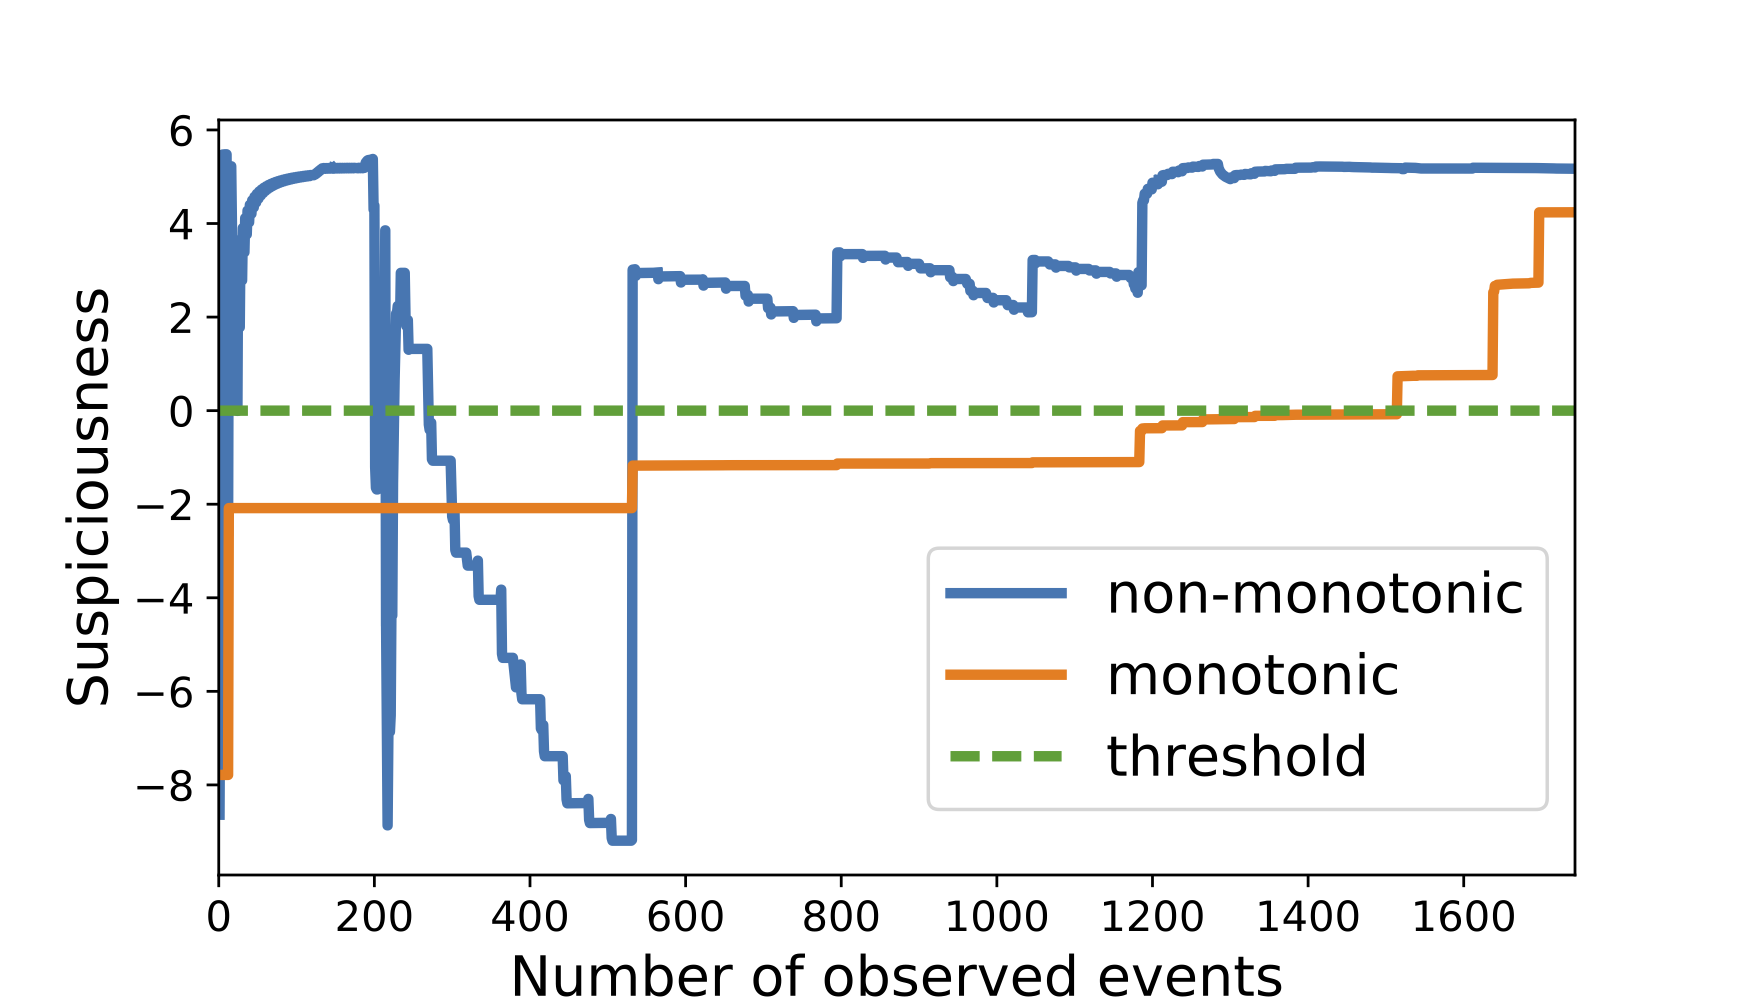 6
4
2
0
−2
−4
−6
−8
Suspiciousness
non-monotonic
monotonic
threshold
0 200 400 600 800 1000 1200 1400 1600
Number of observed events